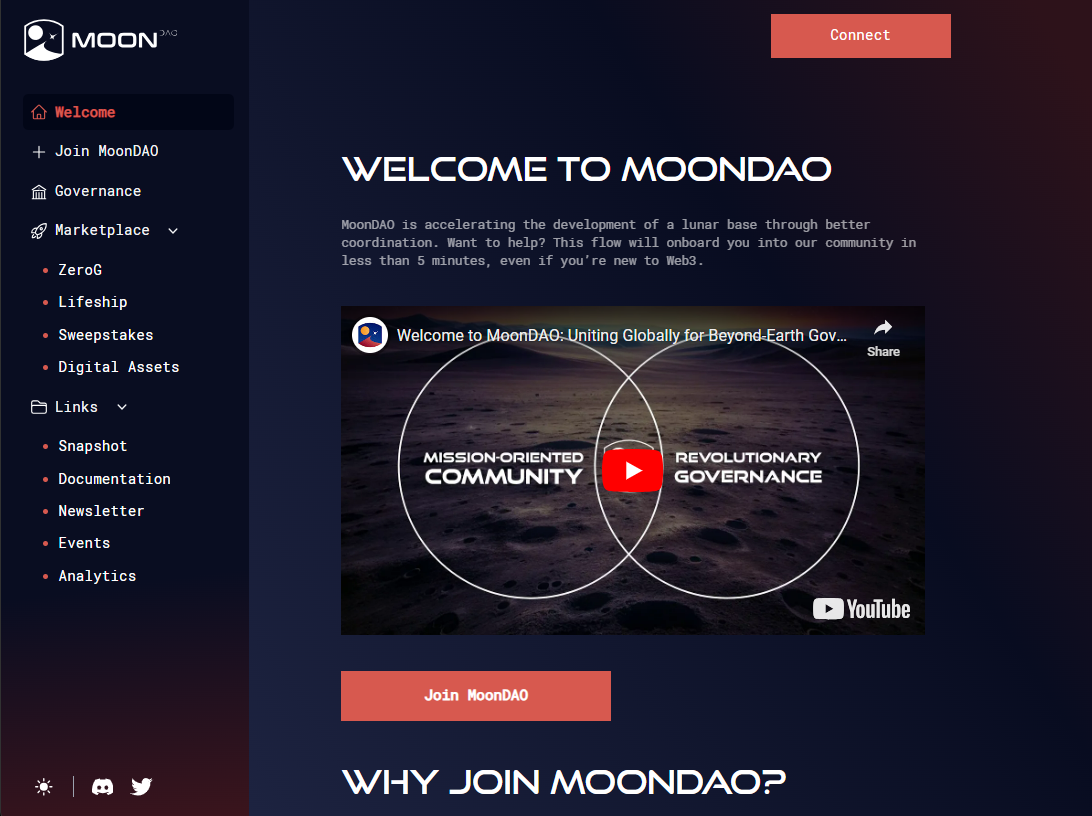 MOON DAO
Welcome
Join MoonDAO
Governance
Marketplace
ZeroG
Lifeship
Sweepstakes
Digital Assets
Links
Snapshot
Documentation
Newsletter
Events
Analytics
Connect
WELCOME TO MOONDAO
MoonDAO is accelerating the development of a lunar base through better
coordination. Want to help? This flow will onboard you into our community in
less than 5 minutes, even if you’re new to Web3.
Welcome to MoonDAO: Uniting Globally for Beyond-Earth Gov...
Share
MISSION-ORIENTED
COMMUNITY
REVOLUTIONARY
GOVERNANCE
YouTube
Join MoonDAO
WHY JOIN MOONDAO?